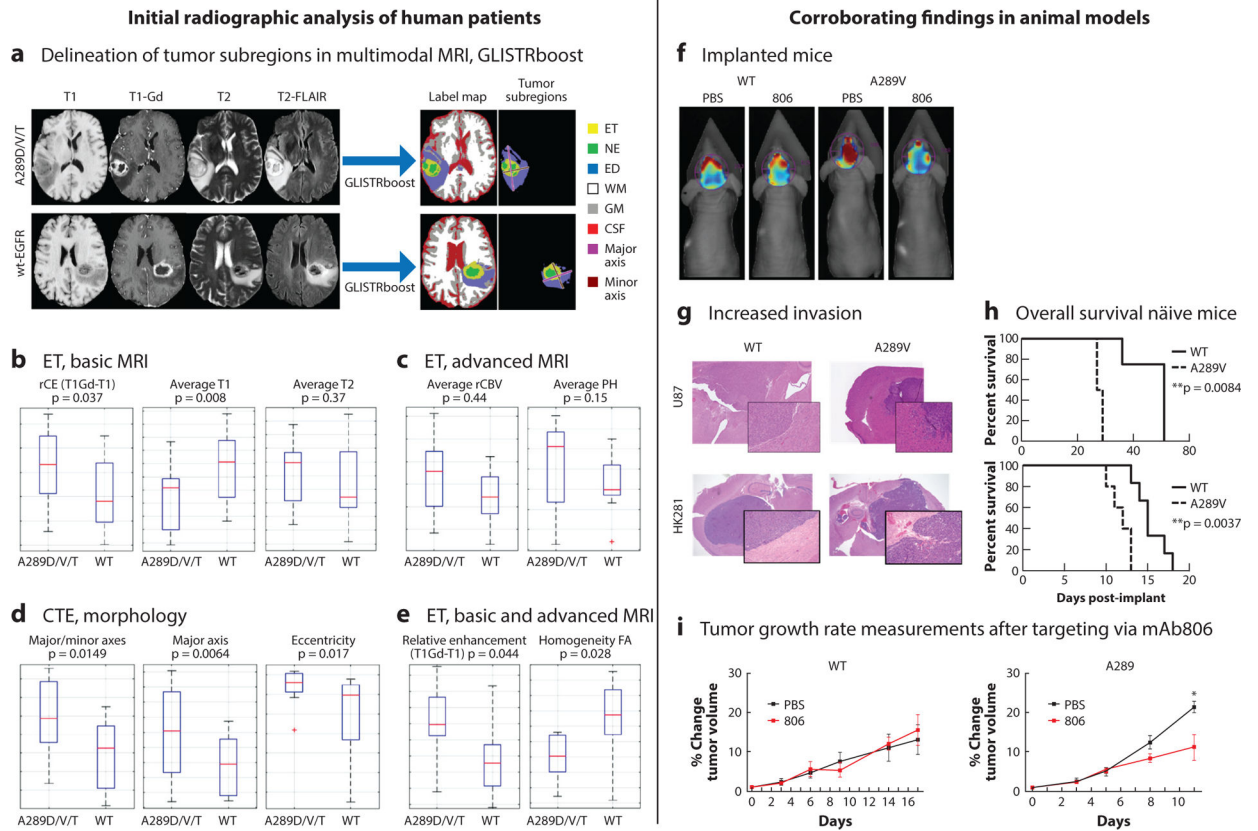 Initial radiographic analysis of human patients
Corroborating findings in animal models
a Delineation of tumor subregions in multimodal MRI, GLISTRboost
T1
T1-Gd
T2
T2-FLAIR
Label map
Tumor
subregions
A289D/V/T
GLISTRboost
wt-EGFR
GLISTRboost
ET
NE
ED
WM
GM
CSF
Major
axis
Minor
axis
b ET, basic MRI
rCE (T1Gd-T1)
p = 0.037
Average T1
p = 0.008
Average T2
p = 0.37
A289D/V/T WT
A289D/V/T WT
A289D/V/T WT
c ET, advanced MRI
Average rCBV
p = 0.44
Average PH
p = 0.15
A289D/V/T WT
A289D/V/T WT
d CTE, morphology
Major/minor axes
p = 0.0149
Major axis
p = 0.0064
Eccentricity
p = 0.017
A289D/V/T WT
A289D/V/T WT
A289D/V/T WT
e ET, basic and advanced MRI
Relative enhancement
(T1Gd-T1) p = 0.044
Homogeneity FA
p = 0.028
A289D/V/T WT
A289D/V/T WT
f Implanted mice
WT
A289V
PBS
806
PBS
806
g Increased invasion
WT
A289V
U87
HK281
h Overall survival näive mice
Percent survival
100
80
60
40
20
0
0 20 40 60 80
WT
A289V
**p = 0.0084
Percent survival
100
80
60
40
20
0
0 5 10 15 20
Days post-implant
WT
A289V
**p = 0.0037
i Tumor growth rate measurements after targeting via mAb806
WT
% Change
tumor volume
30
20
10
0
PBS
806
0 2 4 6 8 10 12 14 16
Days
A289
% Change
tumor volume
30
20
10
0
PBS
806
*
0 2 4 6 8 10
Days